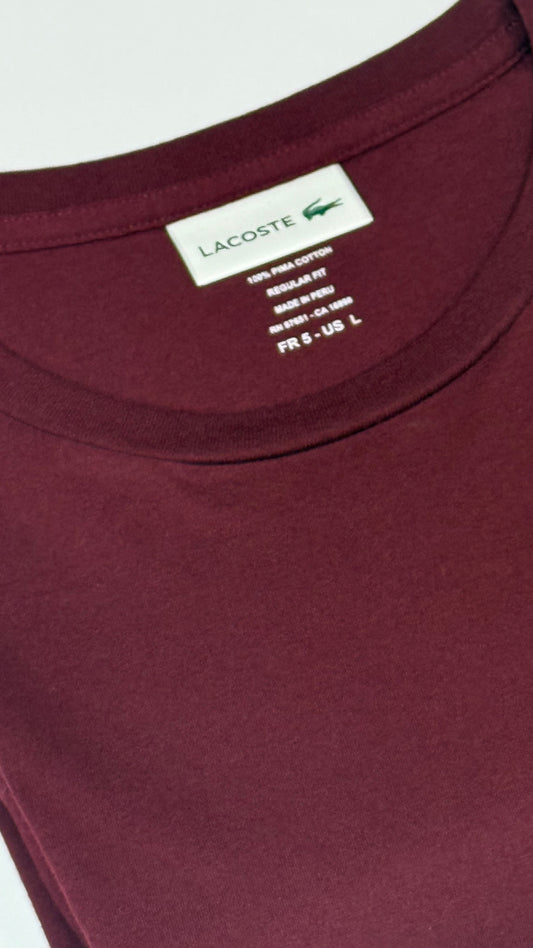 LACOSTE
100% PIMA COTTON
REGULAR FIT
MADE IN PERU
FR 5 - US L